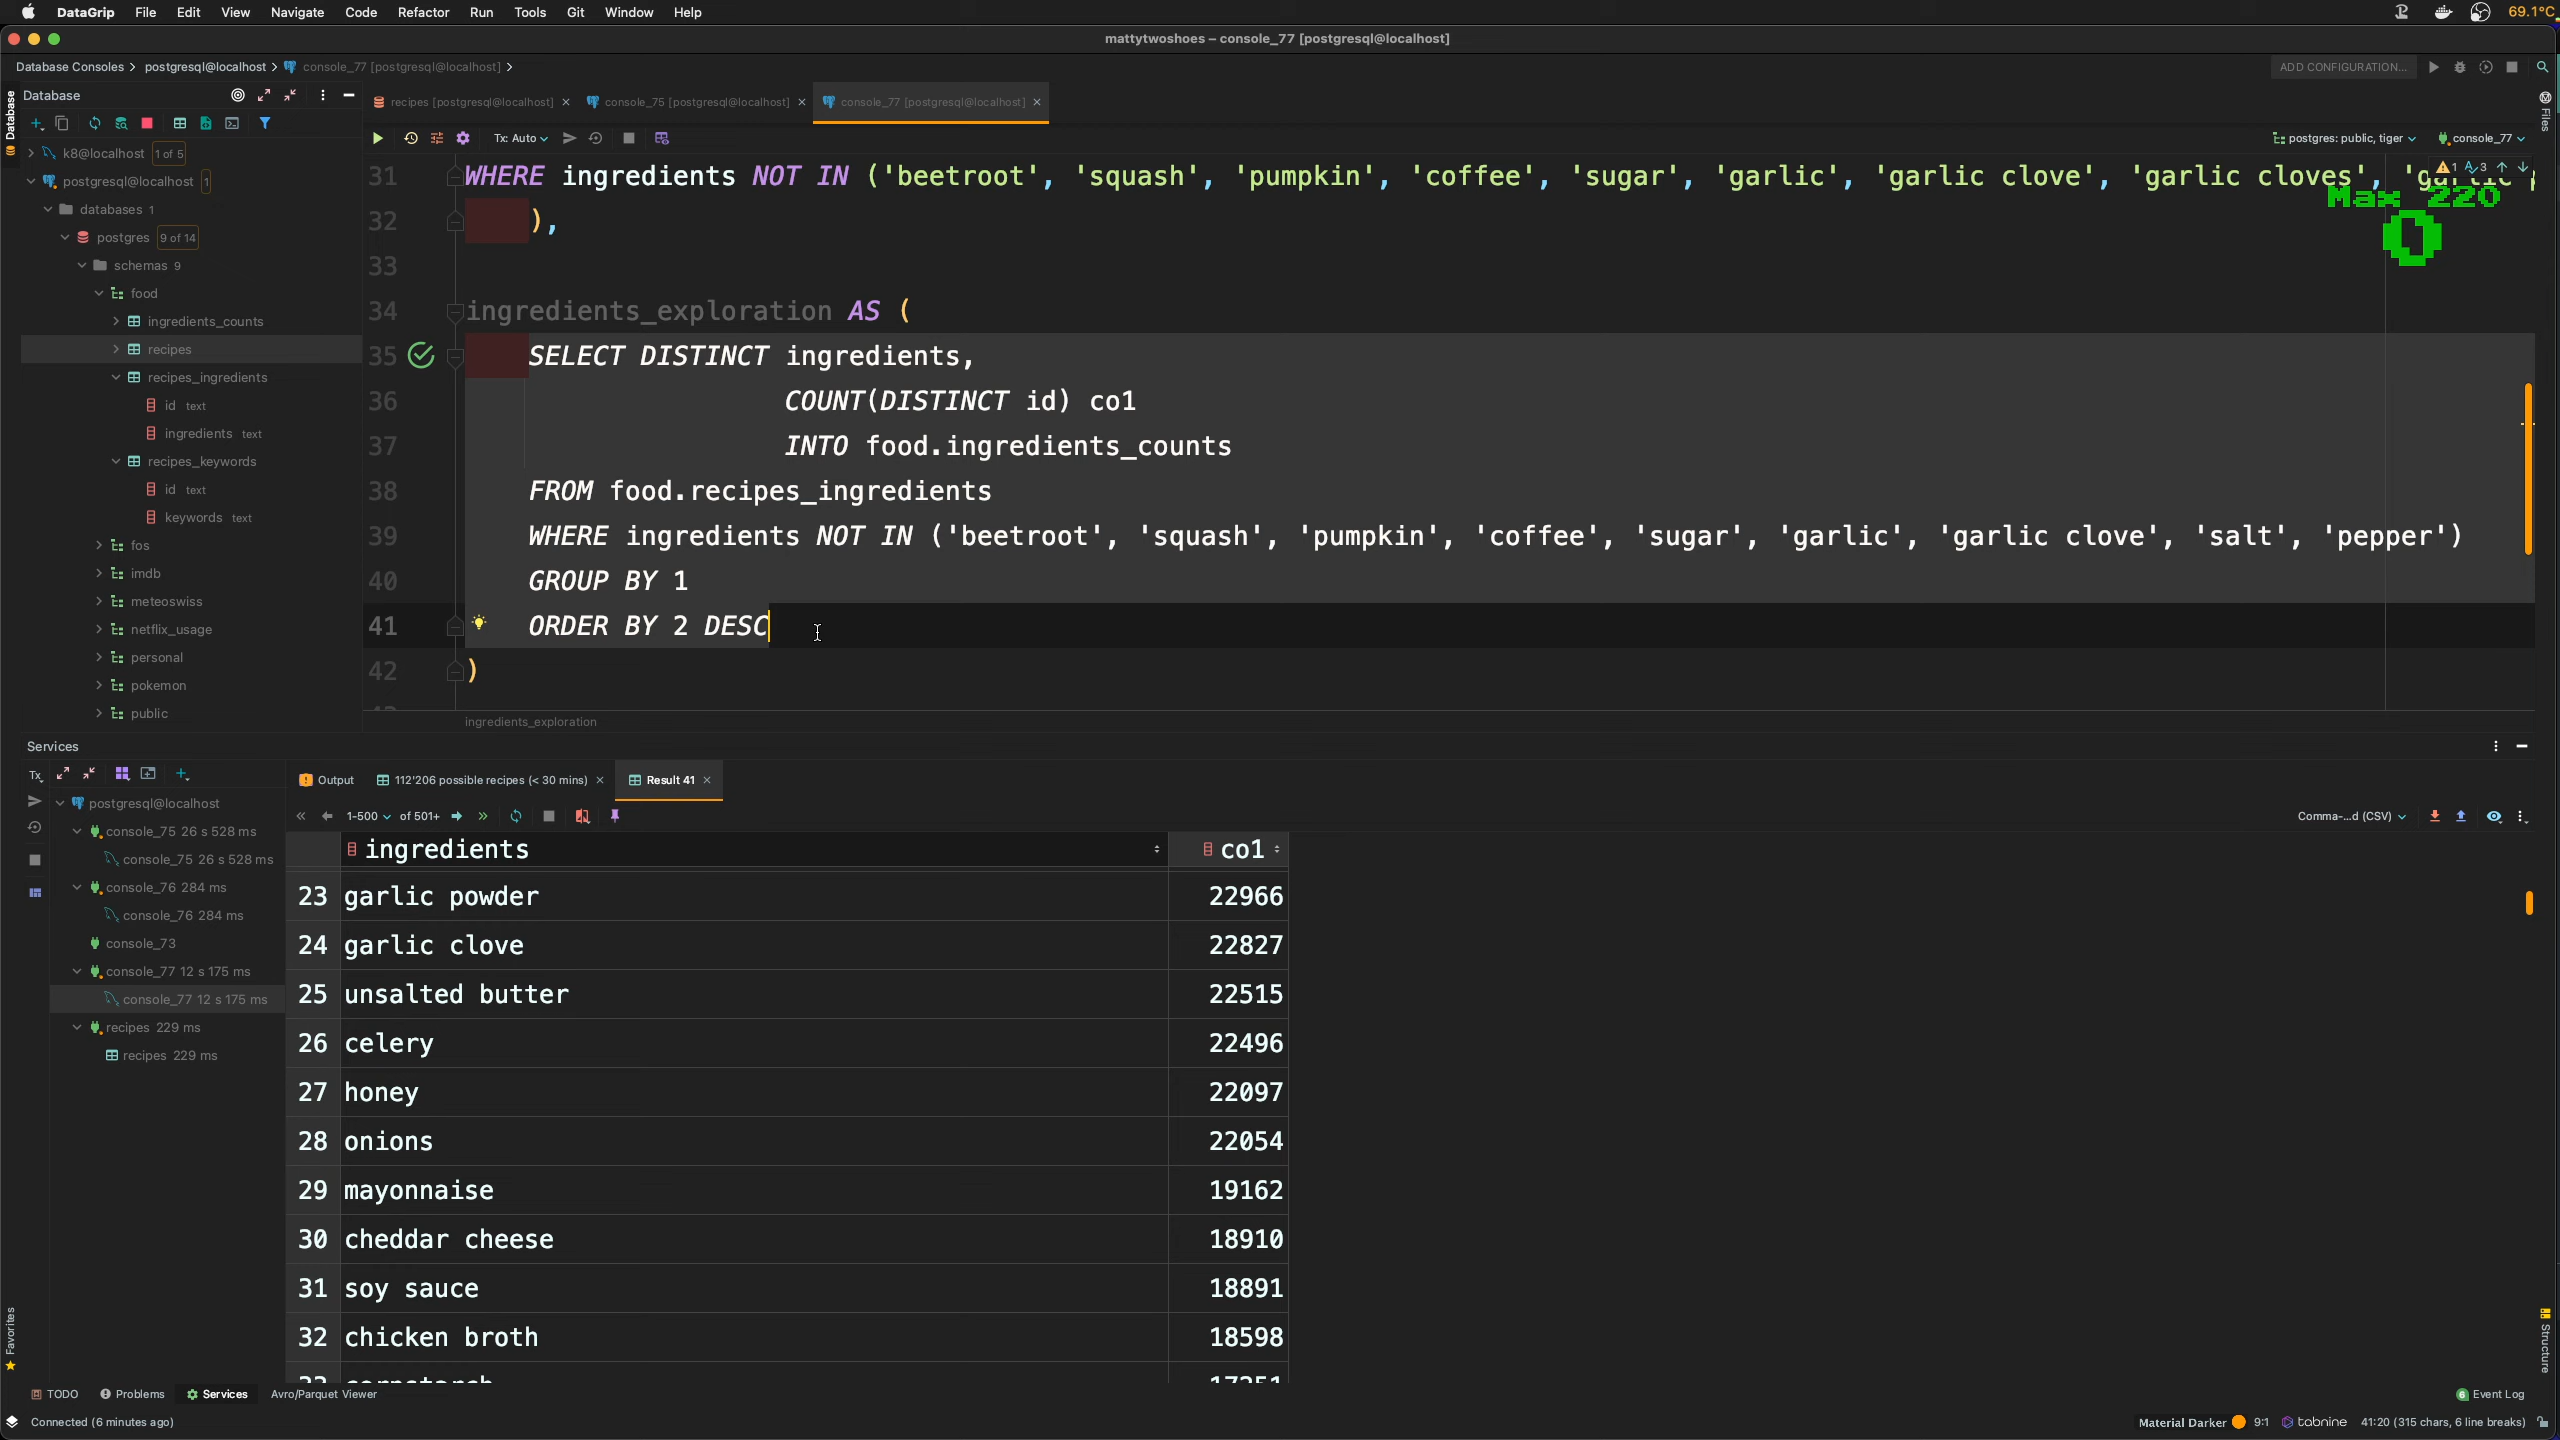 DataGrip File Edit View Navigate Code Refactor Run Tools Git Window Help 69.1°C
mattytwoshoes – console_77 [postgresql@localhost]
Database Consoles postgresql@localhost console_77 [postgresql@localhost] ADD CONFIGURATION...
Database
Database
Files
recipes [postgresql@localhost]
console_75 [postgresql@localhost]
console_77 [postgresql@localhost]
Tx: Auto
postgres: public, tiger
console_77
k8@localhost 1 of 5
postgresql@localhost 1
databases 1
postgres 9 of 14
schemas 9
food
ingredients_counts
recipes
recipes_ingredients
id text
ingredients text
recipes_keywords
id text
keywords text
fos
imdb
meteoswiss
netflix_usage
personal
pokemon
public
31 WHERE ingredients NOT IN ('beetroot', 'squash', 'pumpkin', 'coffee', 'sugar', 'garlic', 'garlic clove', 'garlic cloves',
1 3
Max 220
0
32 ),
33
34 ingredients_exploration AS (
35 SELECT DISTINCT ingredients,
36 COUNT(DISTINCT id) co1
37 INTO food.ingredients_counts
38 FROM food.recipes_ingredients
39 WHERE ingredients NOT IN ('beetroot', 'squash', 'pumpkin', 'coffee', 'sugar', 'garlic', 'garlic clove', 'salt', 'pepper')
40 GROUP BY 1
41 ORDER BY 2 DESC
42 )
ingredients_exploration
Services
Tx
postgresql@localhost
console_75 26 s 528 ms
console_75 26 s 528 ms
console_76 284 ms
console_76 284 ms
console_73
console_77 12 s 175 ms
console_77 12 s 175 ms
recipes 229 ms
recipes 229 ms
Output
112'206 possible recipes (< 30 mins)
Result 41
1-500 of 501+
Comma-...d (CSV)
ingredients co1
23 garlic powder 22966
24 garlic clove 22827
25 unsalted butter 22515
26 celery 22496
27 honey 22097
28 onions 22054
29 mayonnaise 19162
30 cheddar cheese 18910
31 soy sauce 18891
32 chicken broth 18598
Favorites
Structure
TODO Problems Services Avro/Parquet Viewer
6 Event Log
Connected (6 minutes ago)
Material Darker 9:1 tabnine 41:20 (315 chars, 6 line breaks)